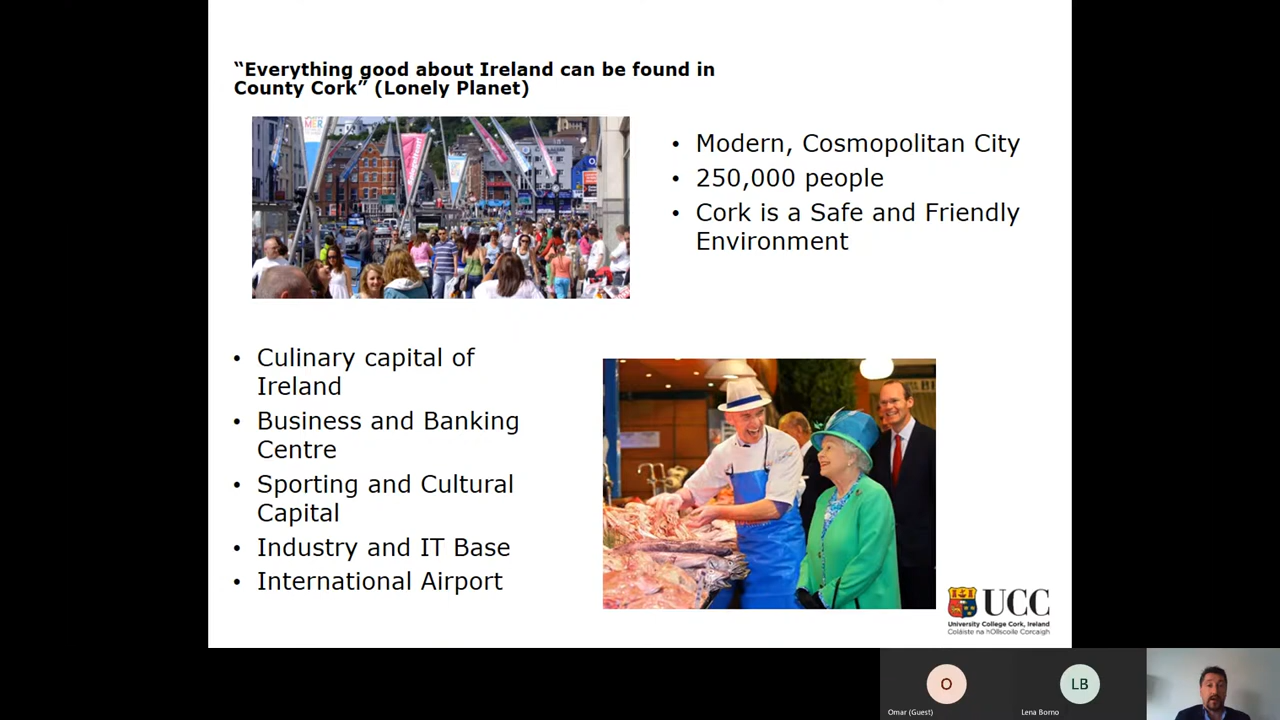 “Everything good about Ireland can be found in
County Cork” (Lonely Planet)
• Modern, Cosmopolitan City
• 250,000 people
• Cork is a Safe and Friendly
Environment
• Culinary capital of
Ireland
• Business and Banking
Centre
• Sporting and Cultural
Capital
• Industry and IT Base
• International Airport
UCC
University College Cork, Ireland
Coláiste na hOllscoile Corcaigh
O
LB
Omar (Guest)
Lena Borno